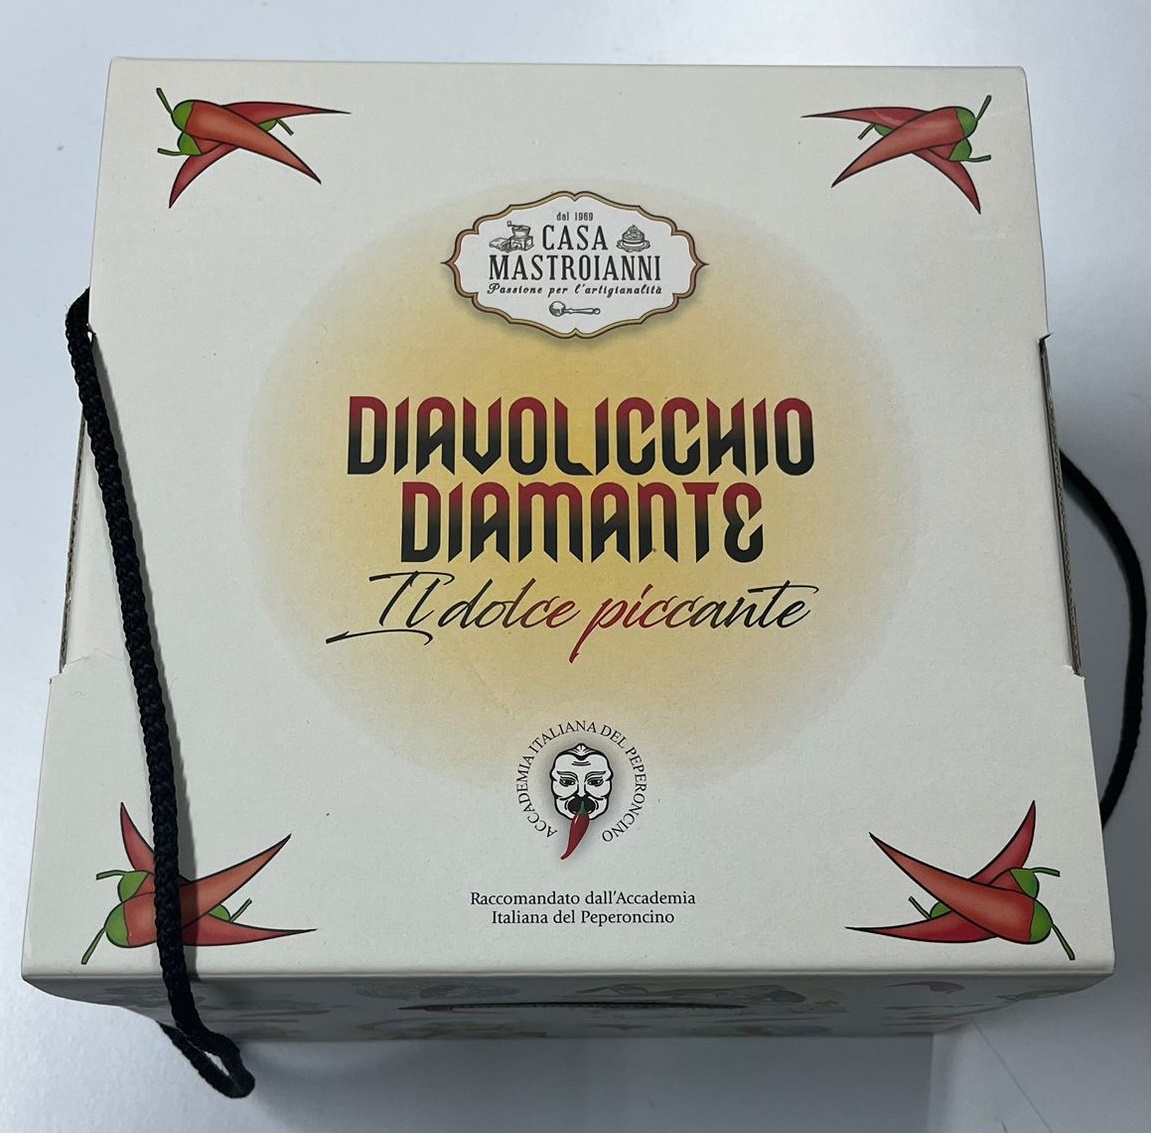 dal 1969
CASA
MASTROIANNI
Passione per l'artigianalità
DIAVOLICCHIO
DIAMANTE
Il dolce piccante
ACCADEMIA ITALIANA DEL PEPERONCINO
Raccomandato dall'Accademia
Italiana del Peperoncino